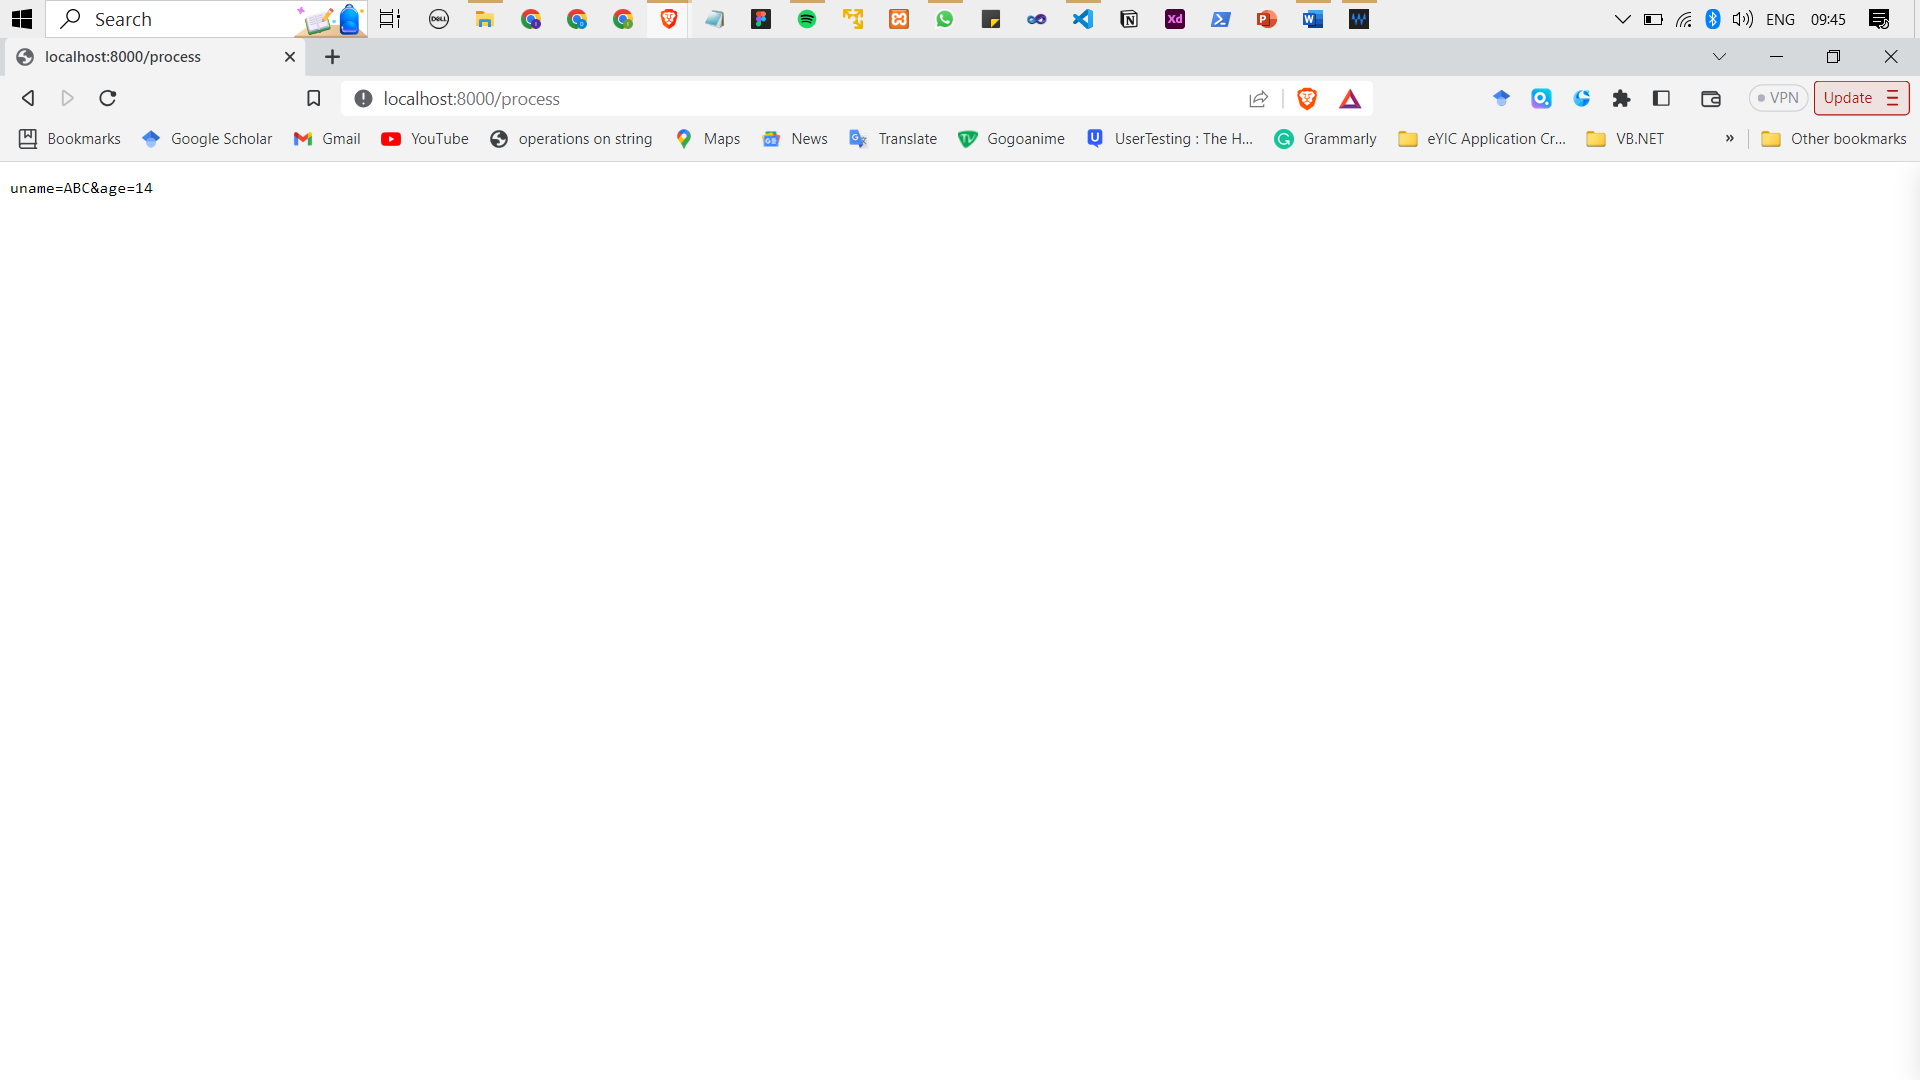 Search
ENG 09:45
localhost:8000/process
localhost:8000/process
VPN Update
Bookmarks Google Scholar Gmail YouTube operations on string Maps News Translate Gogoanime UserTesting : The H... Grammarly eYIC Application Cr... VB.NET » Other bookmarks
uname=ABC&age=14